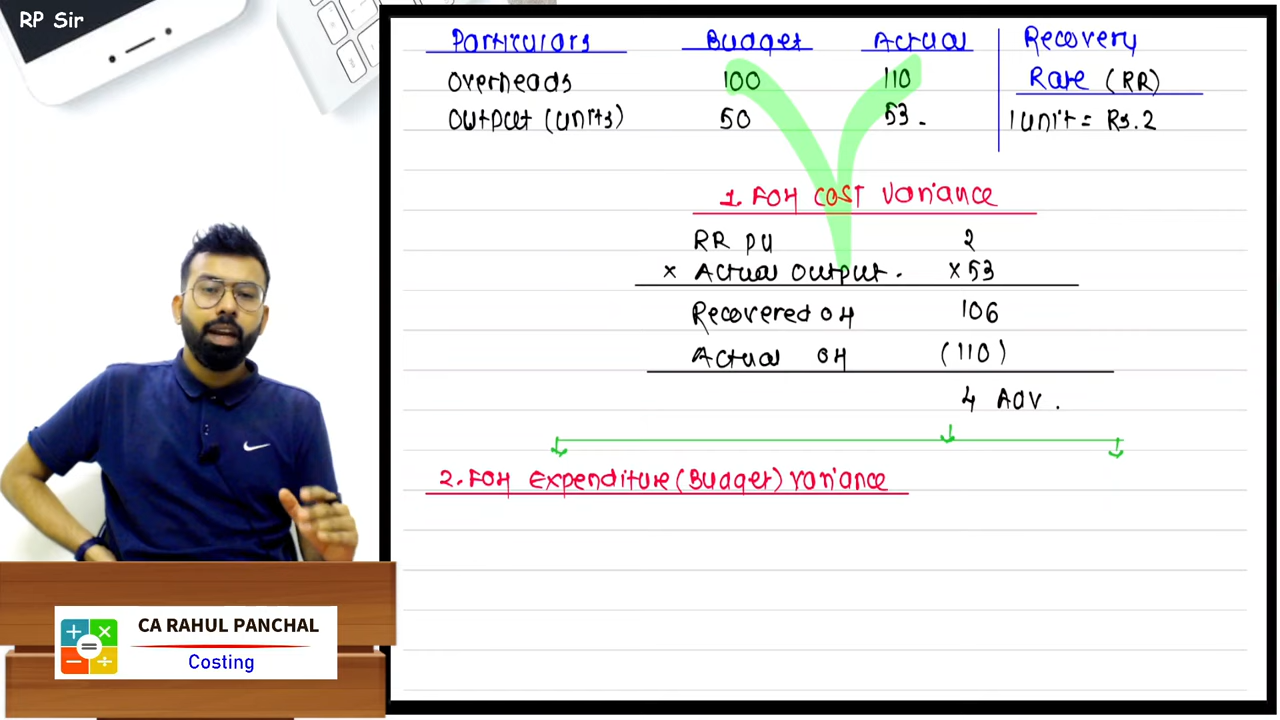 RP Sir
Particulars Budget Actual Recovery
Overheads 100 110 Rate (RR)
Output (units) 50 53 1 unit = Rs. 2
1. FOH COST Variance
RR PU 2
× Actual Output. × 53
Recovered OH 106
Actual OH (110)
4 Adv.
2. FOH Expenditure (Budget) Variance
CA RAHUL PANCHAL
Costing